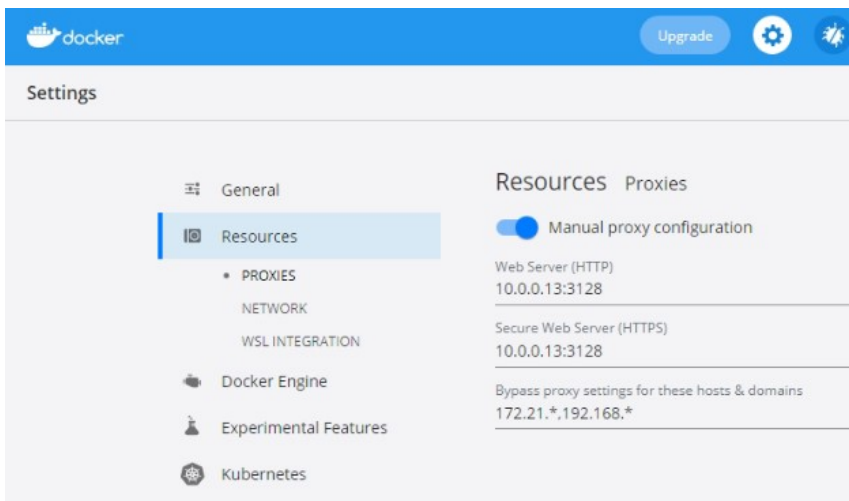 docker
Upgrade
Settings
General
Resources
PROXIES
NETWORK
WSL INTEGRATION
Docker Engine
Experimental Features
Kubernetes
Resources Proxies
Manual proxy configuration
Web Server (HTTP)
10.0.0.13:3128
Secure Web Server (HTTPS)
10.0.0.13:3128
Bypass proxy settings for these hosts & domains
172.21.*,192.168.*